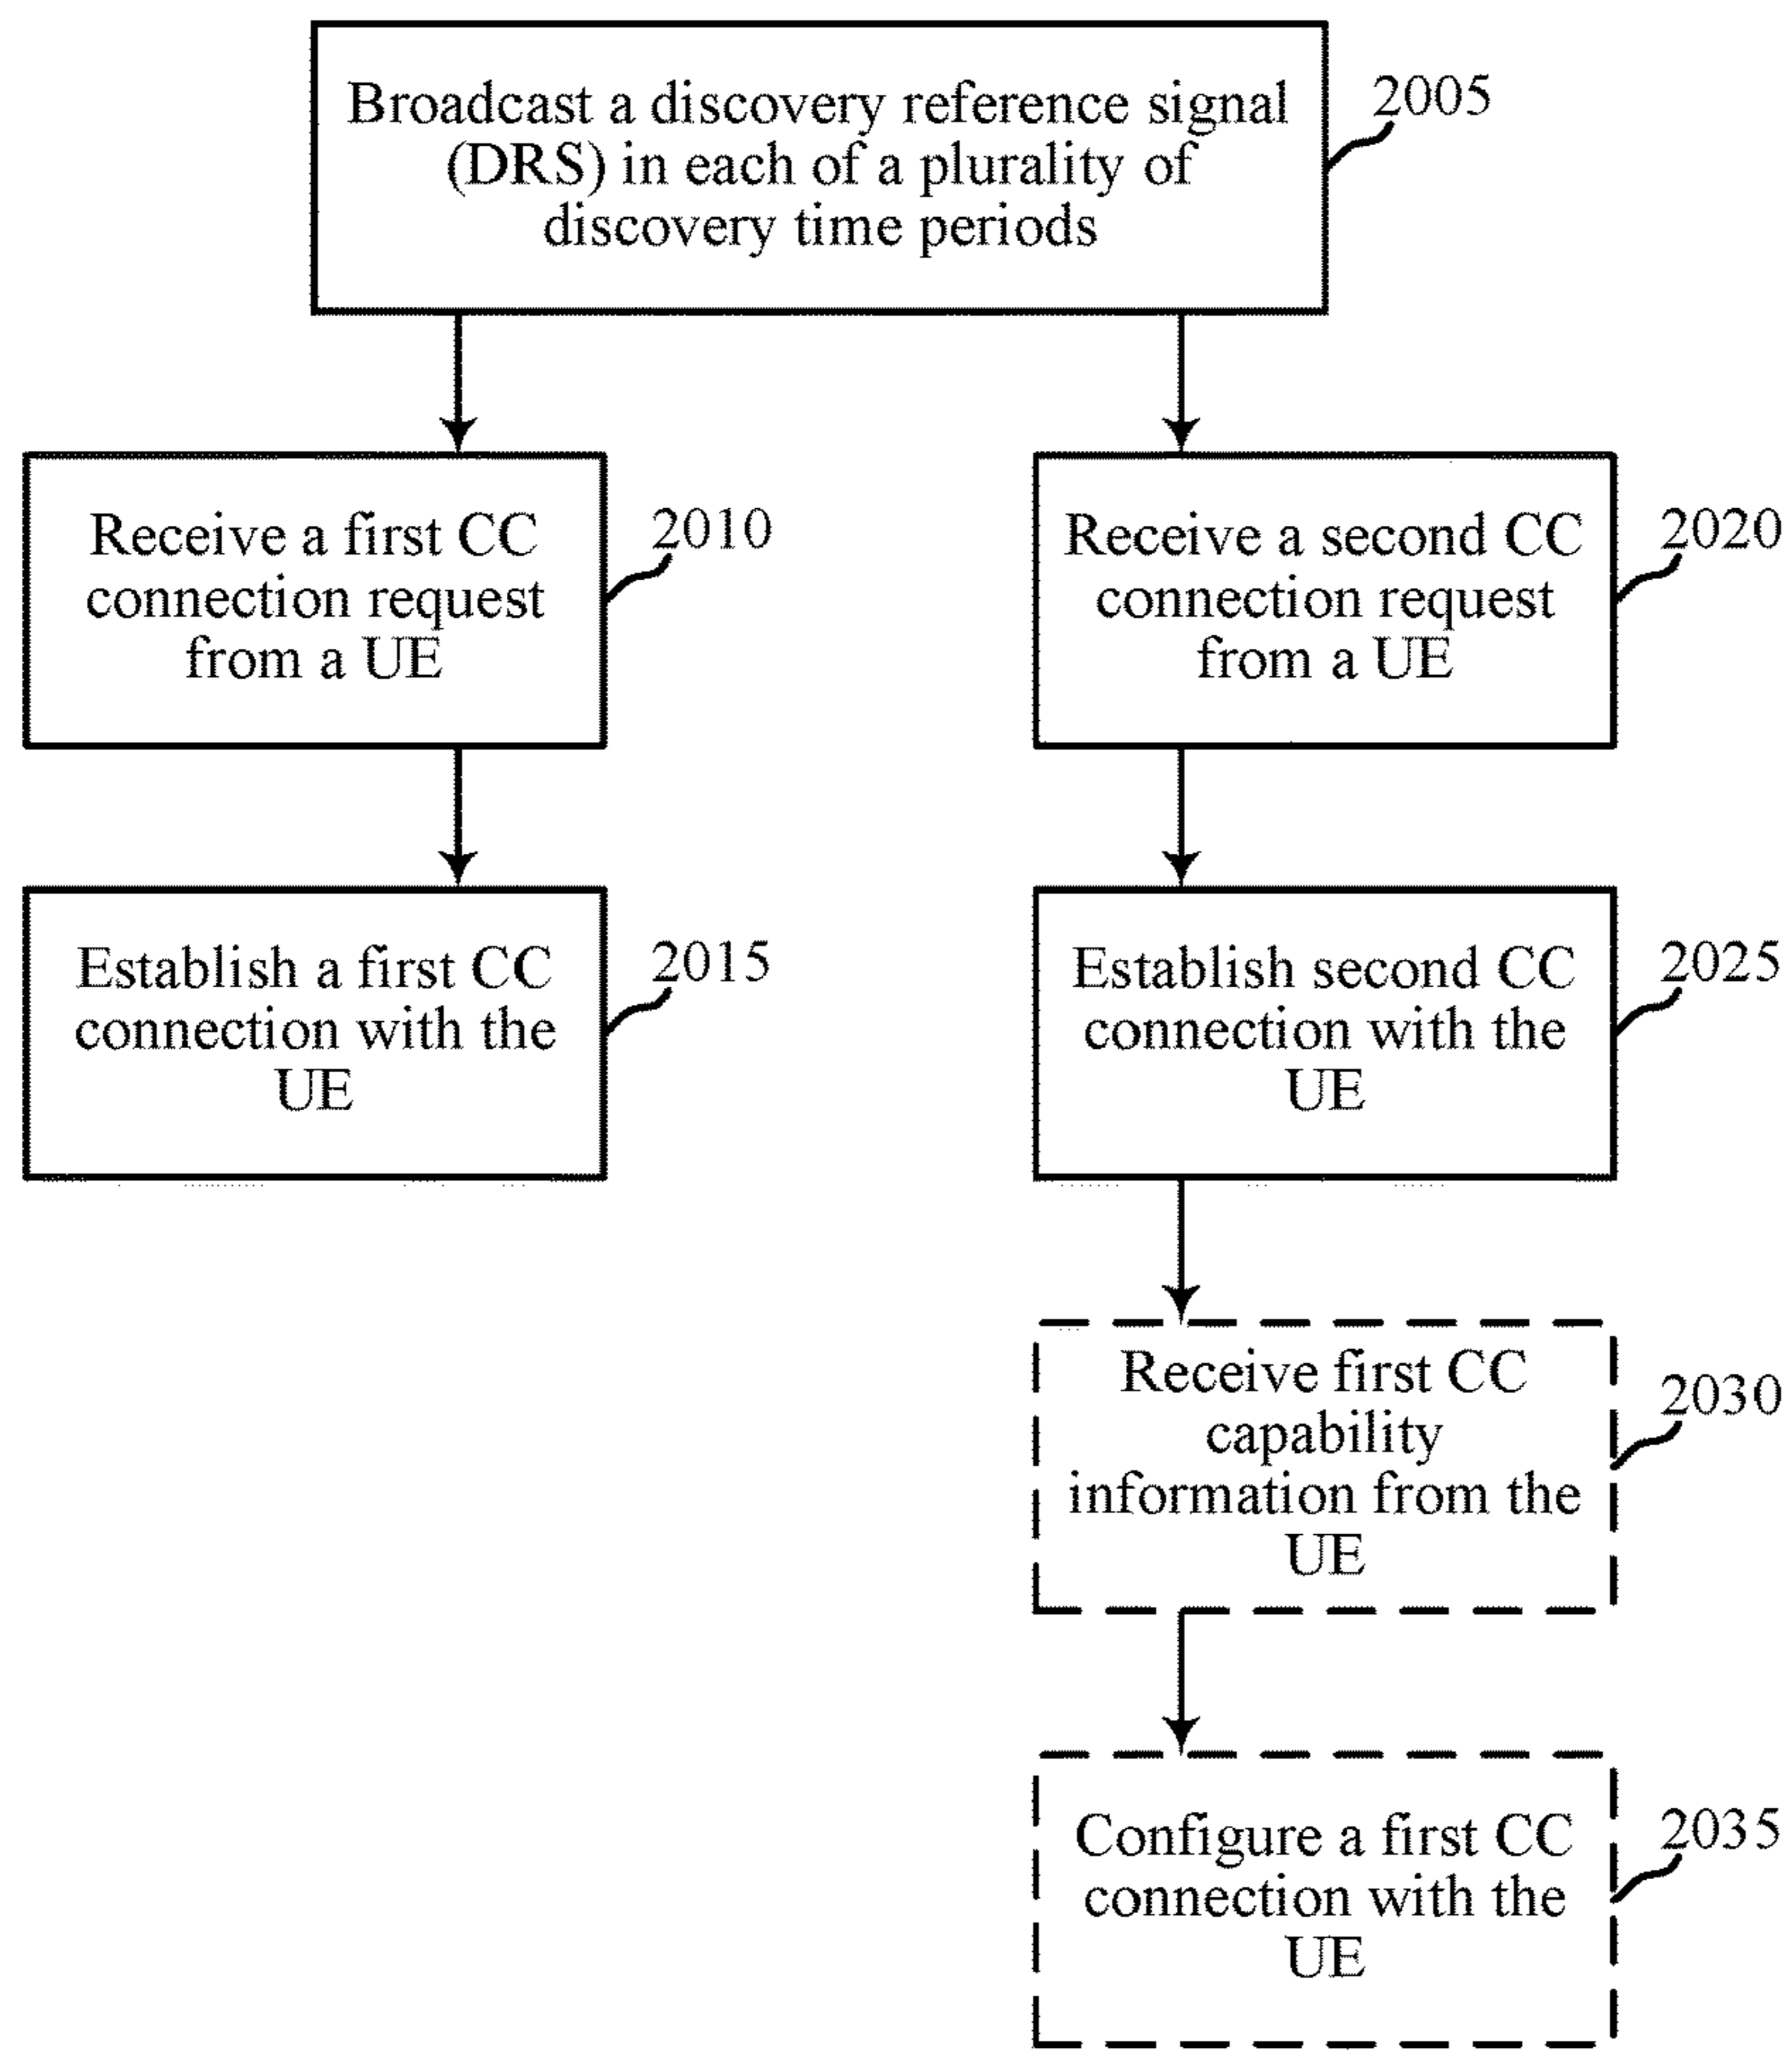 Broadcast a discovery reference signal
(DRS) in each of a plurality of
discovery time periods
2005
Receive a first CC
connection request
from a UE
2010
Receive a second CC
connection request
from a UE
2020
Establish a first CC
connection with the
UE
2015
Establish second CC
connection with the
UE
2025
Receive first CC
capability
information from the
UE
2030
Configure a first CC
connection with the
UE
2035